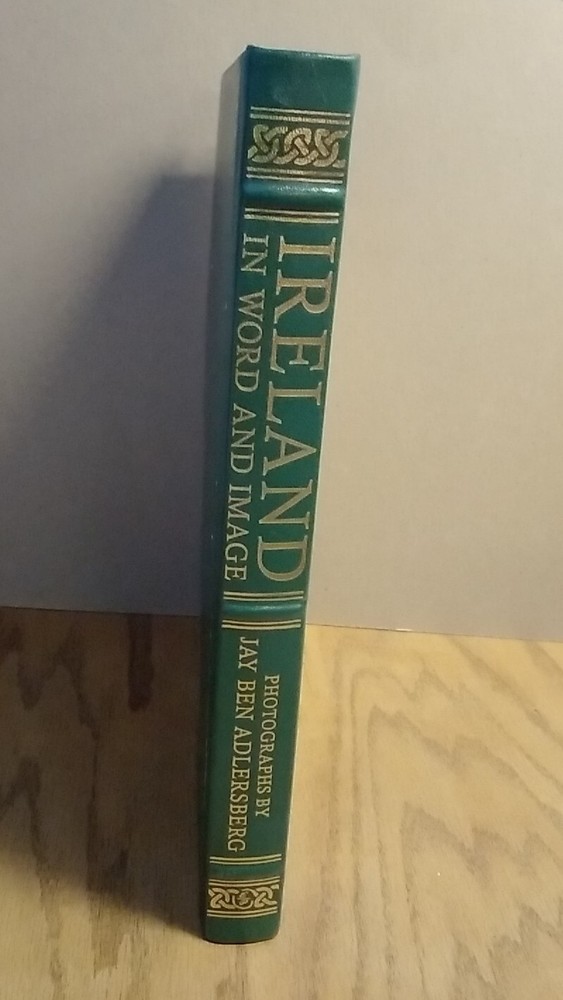 IRELAND
IN WORD AND IMAGE
PHOTOGRAPHS BY
JAY BEN ADLERSBERG